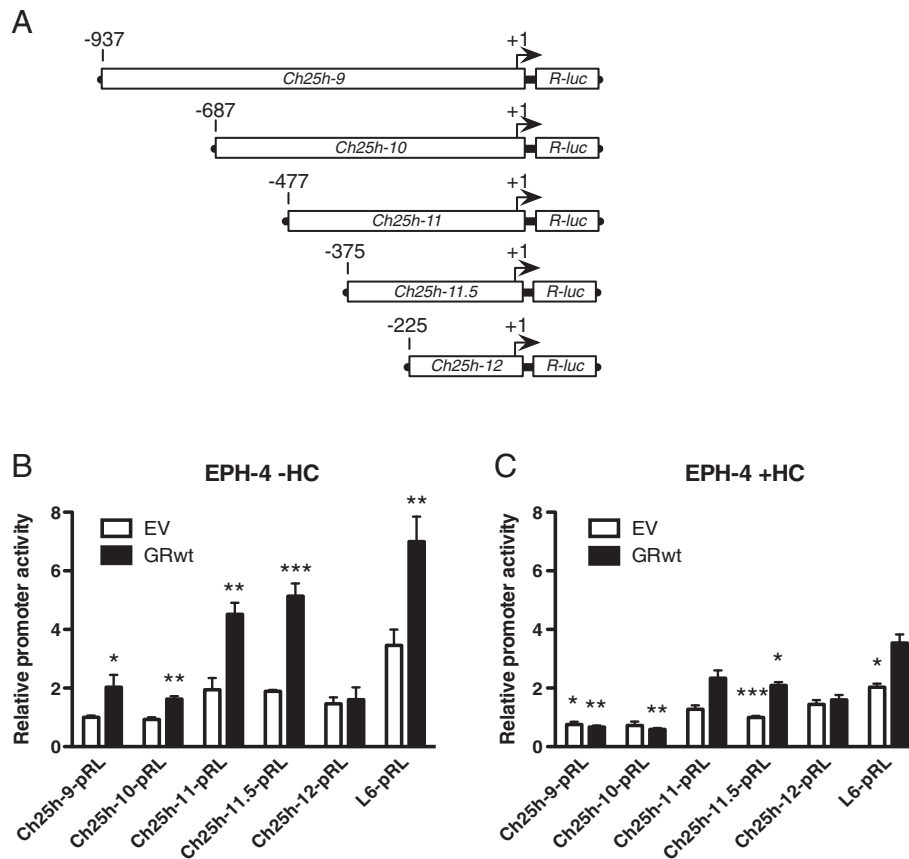 A
-937
+1
Ch25h-9
R-luc
-687
+1
Ch25h-10
R-luc
-477
+1
Ch25h-11
R-luc
-375
+1
Ch25h-11.5
R-luc
-225
+1
Ch25h-12
R-luc
B
EPH-4 -HC
Relative promoter activity
8
6
4
2
0
EV
GRwt
*
**
**
***
**
Ch25h-9-pRL
Ch25h-10-pRL
Ch25h-11-pRL
Ch25h-11.5-pRL
Ch25h-12-pRL
L6-pRL
C
EPH-4 +HC
Relative promoter activity
8
6
4
2
0
EV
GRwt
*
**
**
***
*
*
Ch25h-9-pRL
Ch25h-10-pRL
Ch25h-11-pRL
Ch25h-11.5-pRL
Ch25h-12-pRL
L6-pRL